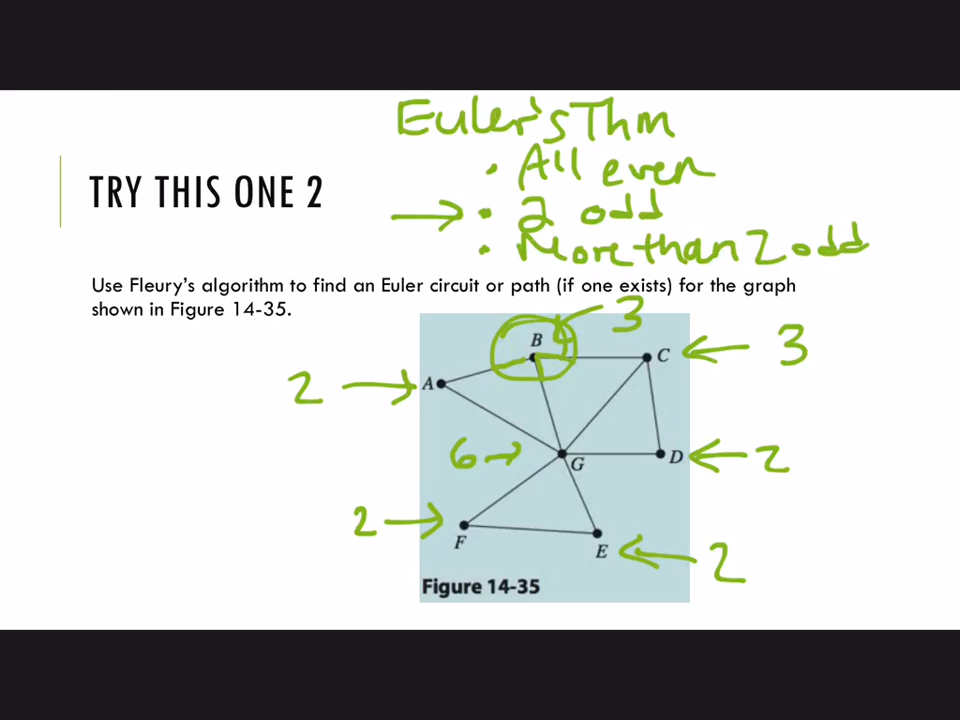 Euler's Thm
• All even
TRY THIS ONE 2
→ • 2 odd
• More than 2 odd
Use Fleury's algorithm to find an Euler circuit or path (if one exists) for the graph
shown in Figure 14-35.
3
B
C
3
2
A
6
G
D
2
2
F
E
2
Figure 14-35